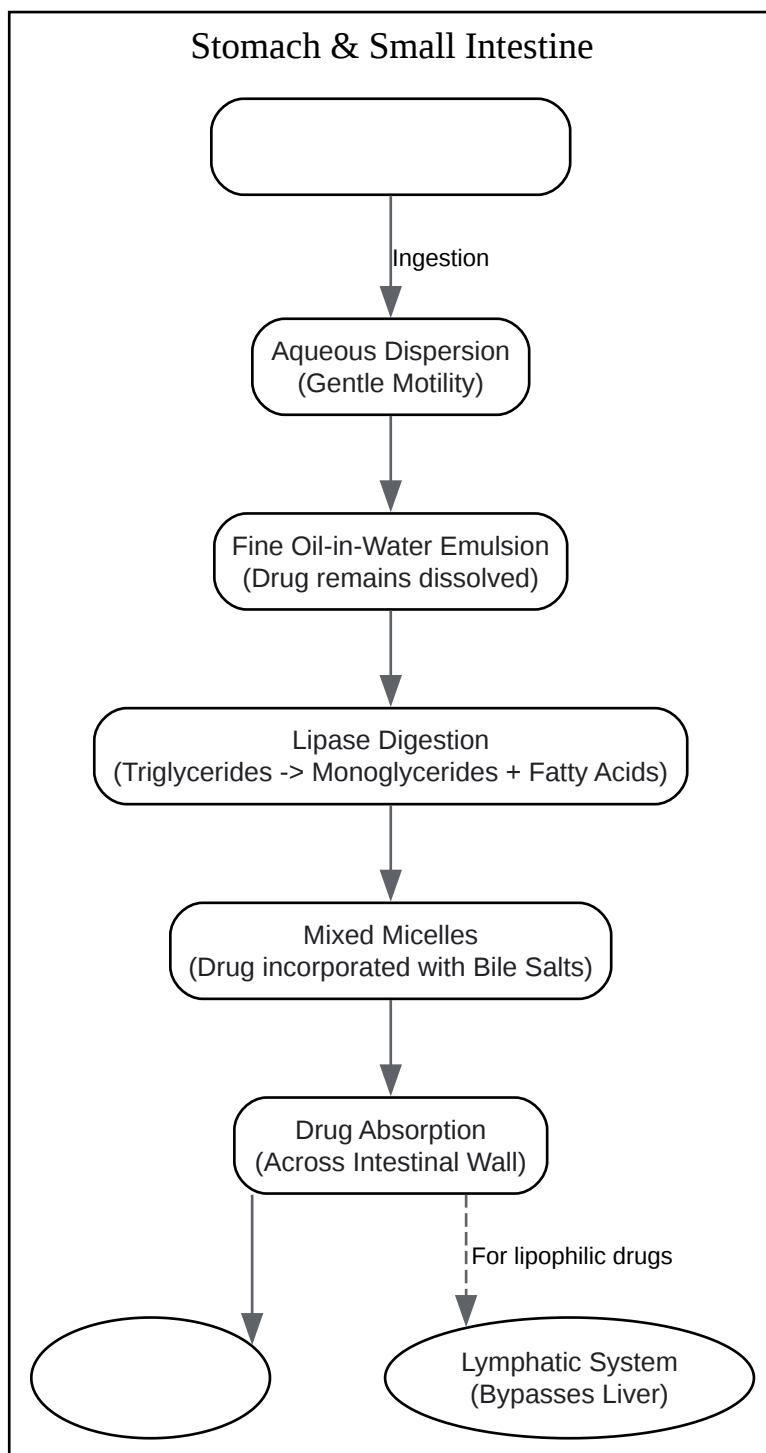 Stomach & Small Intestine
Ingestion
Aqueous Dispersion
(Gentle Motility)
Fine Oil-in-Water Emulsion
(Drug remains dissolved)
Lipase Digestion
(Triglycerides -> Monoglycerides + Fatty Acids)
Mixed Micelles
(Drug incorporated with Bile Salts)
Drug Absorption
(Across Intestinal Wall)
For lipophilic drugs
Lymphatic System
(Bypasses Liver)